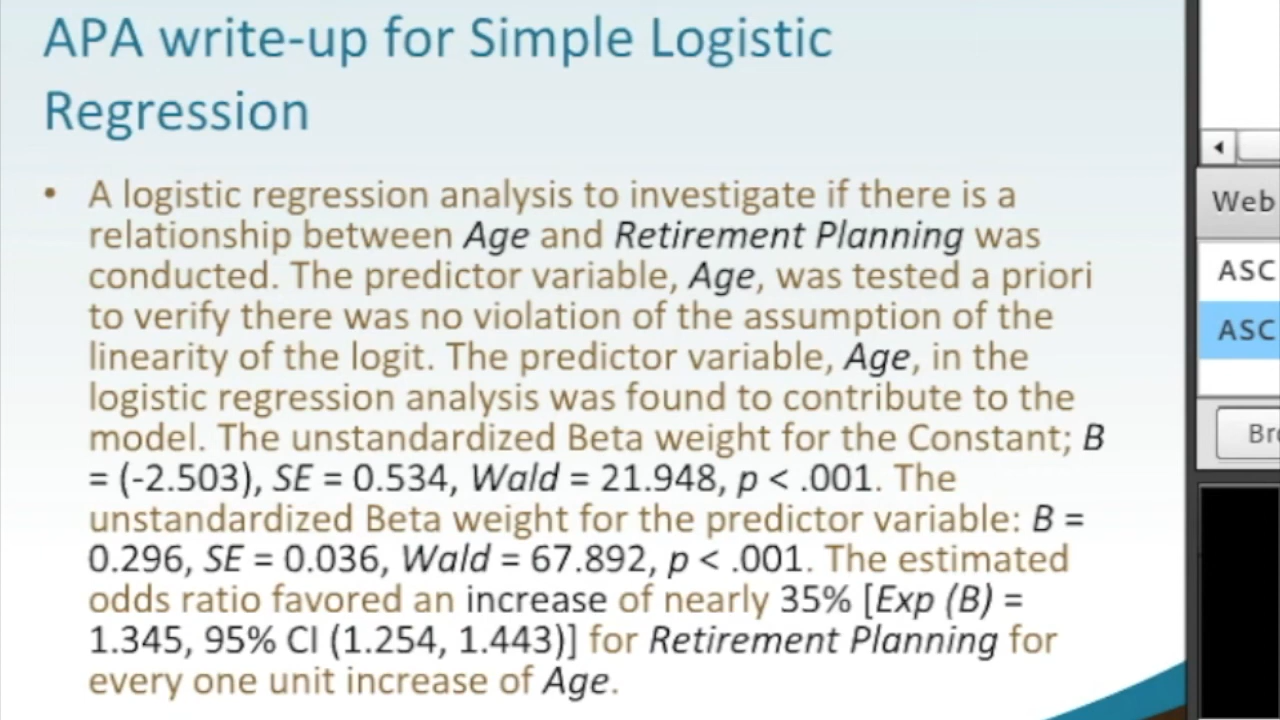 APA write-up for Simple Logistic
Regression
• A logistic regression analysis to investigate if there is a
relationship between Age and Retirement Planning was
conducted. The predictor variable, Age, was tested a priori
to verify there was no violation of the assumption of the
linearity of the logit. The predictor variable, Age, in the
logistic regression analysis was found to contribute to the
model. The unstandardized Beta weight for the Constant; B
= (-2.503), SE = 0.534, Wald = 21.948, p < .001. The
unstandardized Beta weight for the predictor variable: B =
0.296, SE = 0.036, Wald = 67.892, p < .001. The estimated
odds ratio favored an increase of nearly 35% [Exp (B) =
1.345, 95% CI (1.254, 1.443)] for Retirement Planning for
every one unit increase of Age.
Web
ASC
ASC
Bro